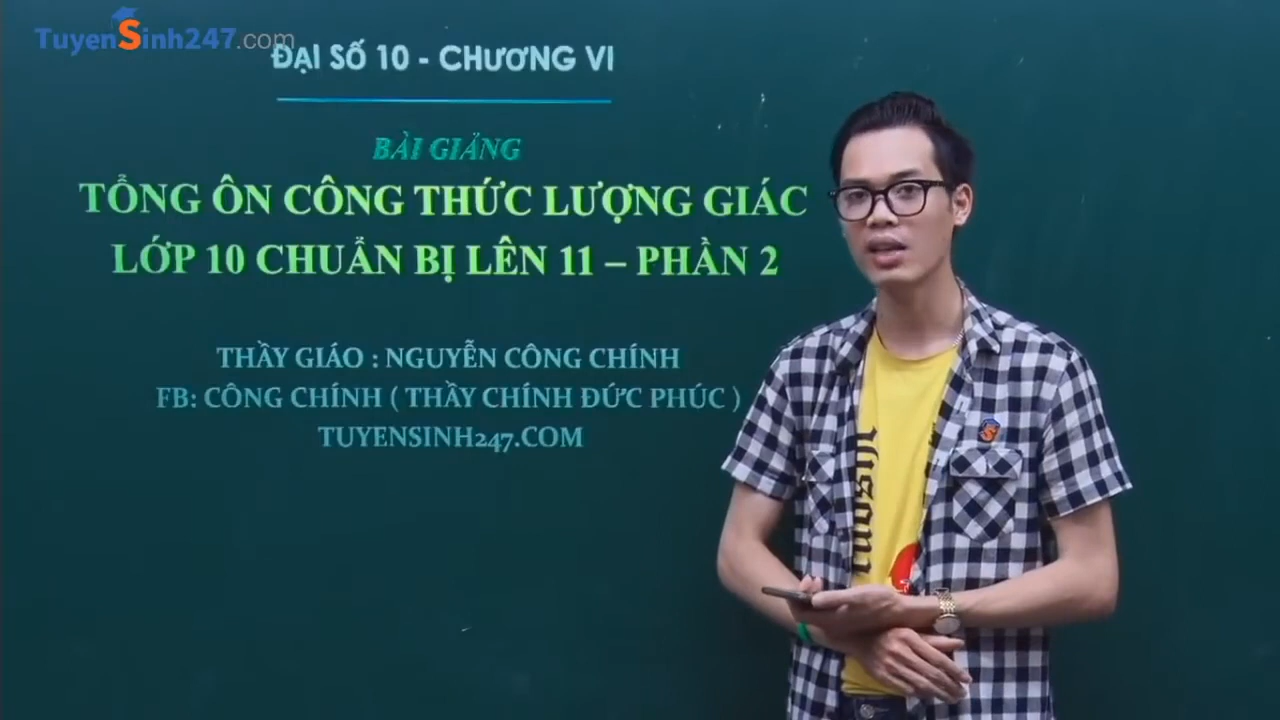 TuyenSinh247.com
ĐẠI SỐ 10 - CHƯƠNG VI
BÀI GIẢNG
TỔNG ÔN CÔNG THỨC LƯỢNG GIÁC
LỚP 10 CHUẨN BỊ LÊN 11 – PHẦN 2
THẦY GIÁO : NGUYỄN CÔNG CHÍNH
FB: CÔNG CHÍNH ( THẦY CHÍNH ĐỨC PHÚC )
TUYENSINH247.COM